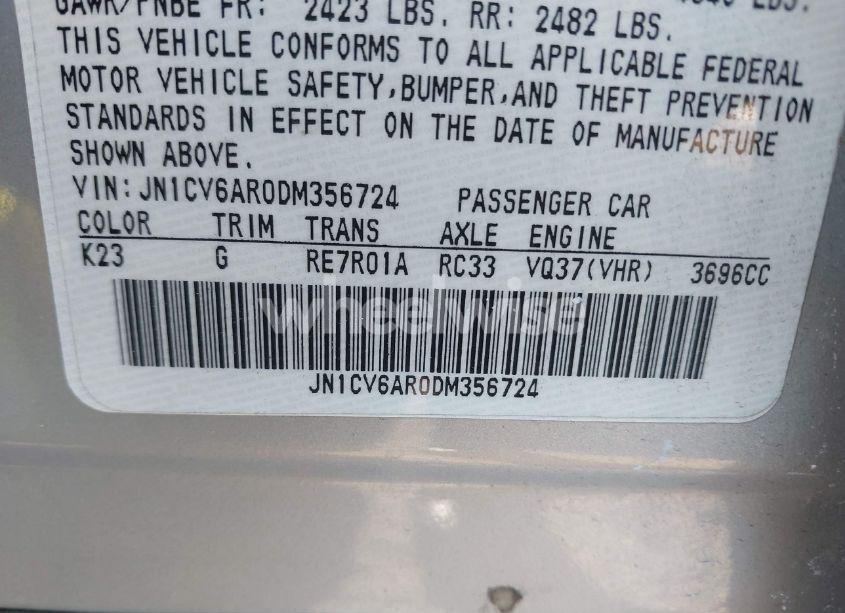 GAWR/PNBE FR: 2423 LBS. RR: 2482 LBS.
THIS VEHICLE CONFORMS TO ALL APPLICABLE FEDERAL
MOTOR VEHICLE SAFETY,BUMPER,AND THEFT PREVENTION
STANDARDS IN EFFECT ON THE DATE OF MANUFACTURE
SHOWN ABOVE.
VIN:JN1CV6AR0DM356724 PASSENGER CAR
COLOR TRIM TRANS AXLE ENGINE
K23 G RE7R01A RC33 VQ37(VHR) 3696CC
wheelwise
JN1CV6AR0DM356724